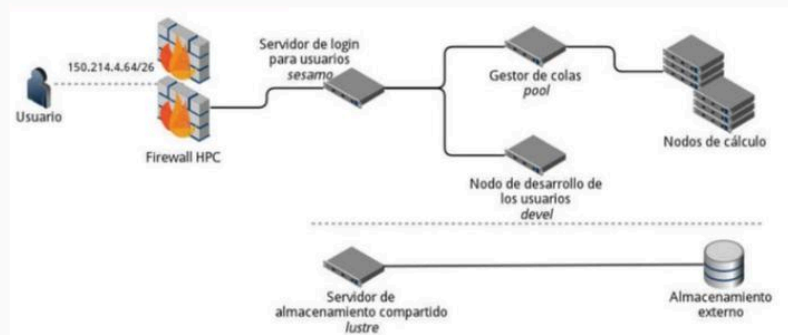 150.214.4.64/26
Usuario
Firewall HPC
Servidor de login
para usuarios
sesamo
Gestor de colas
pool
Nodos de cálculo
Nodo de desarrollo de
los usuarios
devel
Servidor de
almacenamiento compartido
lustre
Almacenamiento
externo